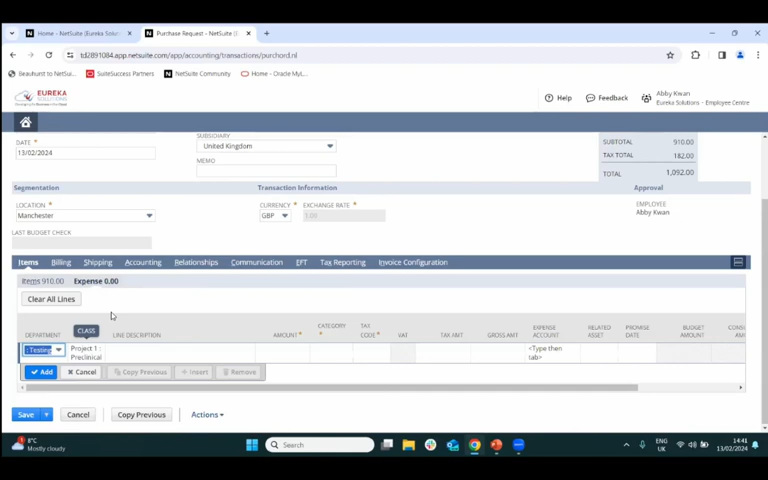 Home - NetSuite (Eureka Soluti
Purchase Request - NetSuite (E
td2891084.app.netsuite.com/app/accounting/transactions/purchord.nl
Beauhurst to NetSui...
SuiteSuccess Partners
NetSuite Community
Home - Oracle MyL...
EUREKA
SOLUTIONS
Help
Feedback
Abby Kwan
Eureka Solutions - Employee Centre
DATE *
13/02/2024
SUBSIDIARY
United Kingdom
MEMO
SUBTOTAL 910.00
TAX TOTAL 182.00
TOTAL 1,092.00
Segmentation
Transaction Information
Approval
LOCATION *
Manchester
CURRENCY *
GBP
EXCHANGE RATE *
1.00
EMPLOYEE
Abby Kwan
LAST BUDGET CHECK
Items Billing Shipping Accounting Relationships Communication EFT Tax Reporting Invoice Configuration
Items 910.00 Expense 0.00
Clear All Lines
CLASS
DEPARTMENT LINE DESCRIPTION AMOUNT * CATEGORY * TAX CODE * VAT TAX AMT GROSS AMT EXPENSE ACCOUNT RELATED ASSET PROMISE DATE BUDGET AMOUNT
: Testing
Project 1 :
Preclinical
<Type then
tab>
Add
Cancel
Copy Previous
Insert
Remove
Save
Cancel
Copy Previous
Actions
8°C
Mostly cloudy
Search
ENG
UK
14:41
13/02/2024